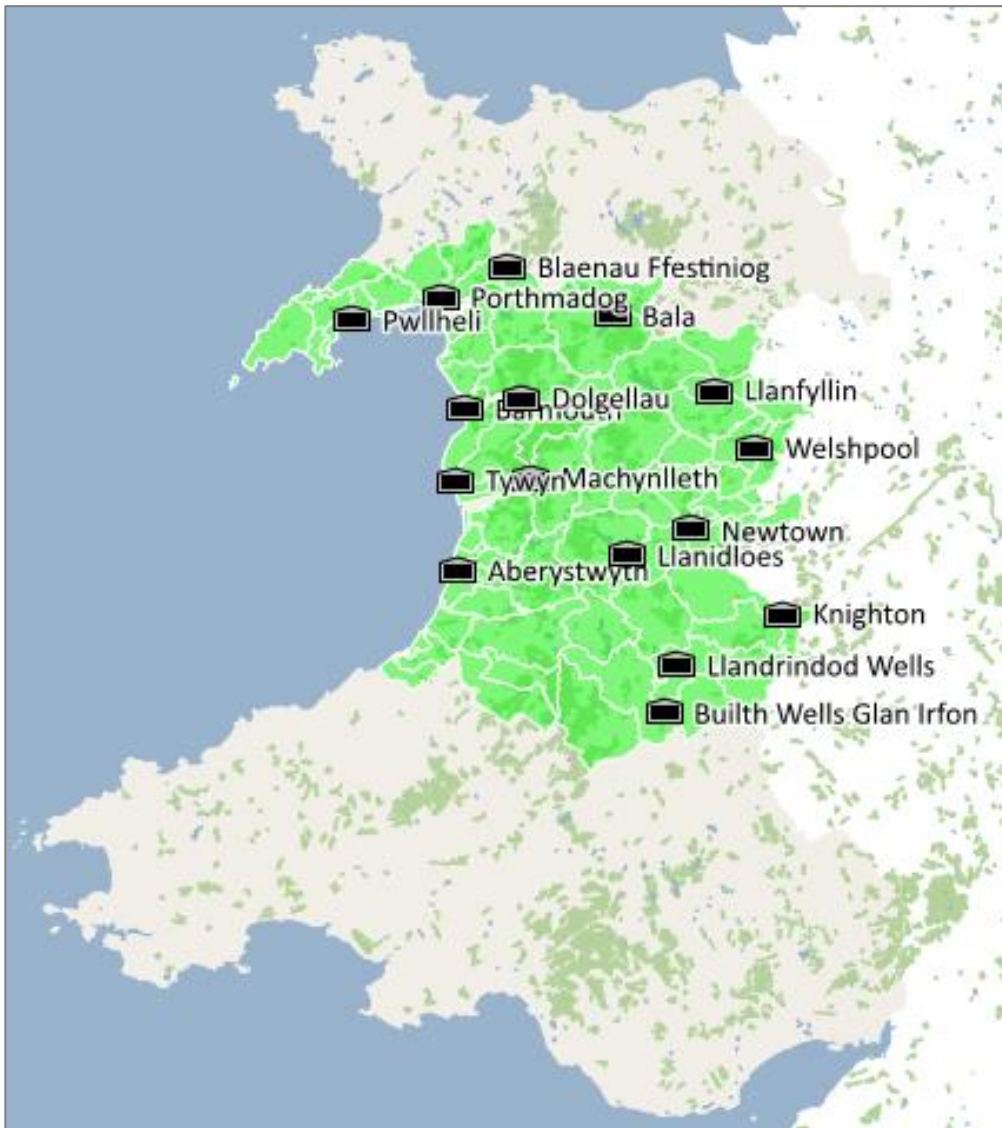 Blaenau Ffestiniog
Porthmadog
Pwllheli
Bala
Dolgellau
Barmouth
Llanfyllin
Welshpool
Tywyn
Machynlleth
Newtown
Llanidloes
Aberystwyth
Knighton
Llandrindod Wells
Builth Wells Glan Irfon